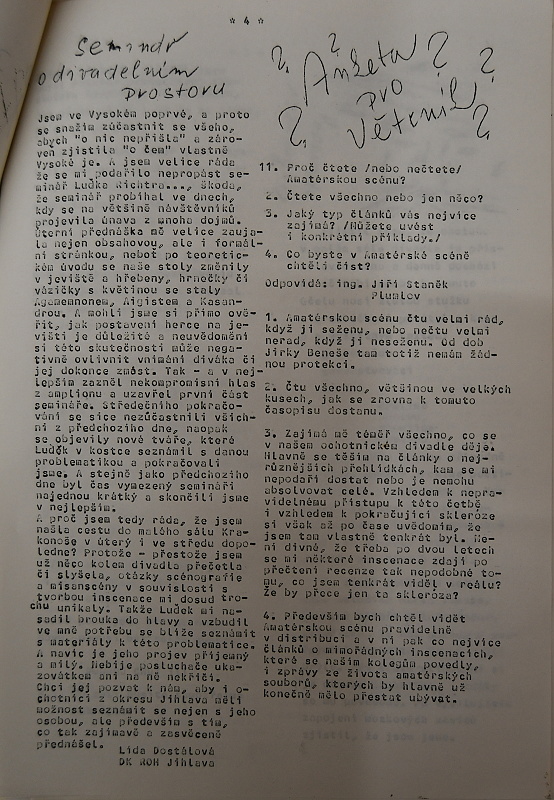 * 4 *
seminář
o divadelním
prostoru
Jsem ve Vysokém poprvé, a proto
se snažím zúčastnit se všeho,
abych "o nic nepřišla" a záro-
veň zjistila "o čem" vlastně
Vysoké je. A jsem velice ráda
že se mi podařilo nepropást se-
minář Luďka Richtra..., škoda,
že seminář probíhal ve dnech,
kdy se na většině návštěvníků
projevila únava z mnoha dojmů.
Úterní přednáška mě velice zauja-
la nejen obsahovou, ale i formál-
ní stránkou, neboť po teoretic-
kém úvodu se naše stoly změnily
v jeviště a hřebeny, hrnečky či
vázičky s květinou se staly
Agamemnonem, Aigistem a Kasan-
drou. A mohli jsme si přímo ově-
řit, jak postavení herce na je-
višti je důležité a neuvědomění
si této skutečnosti může nega-
tivně ovlivnit vnímání diváka či
jej dokonce zmást. Tak - a v nej-
lepším zazněl nekompromisní hlas
z amplionu a uzavřel první část
semináře. Středečního pokračo-
vání se sice nezúčastnili všich-
ni z předchozího dne, naopak
se objevily nové tváře, které
Luděk v kostce seznámil s danou
problematikou a pokračovali
jsme. A stejně jako předchozího
dne byl čas vymezený semináři
najednou krátký a skončili jsme
v nejlepším.
A proč jsem tedy ráda, že jsem
našla cestu do malého sálu Kra-
konoše v úterý i ve středu dopo-
ledne? Protože - přestože jsem
už něco kolem divadla přečetla
či slyšela, otázky scénografie
a misanscény v souvislosti s
tvorbou inscenace mi dosud tro-
chu unikaly. Takže Luděk mi na-
sadil brouka do hlavy a vzbudil
ve mně potřebu se blíže seznámit
s materiály k této problematice.
A navíc je jeho projev příjemný
a milý. Nebije posluchače uka-
zovátkem ani na ně nekřičí.
Chci jej pozvat k nám, aby i o-
chotníci z okresu Jihlava měli
možnost seznámit se nejen s jeho
osobou, ale především s tím,
co tak zajímavě a zasvěceně
přednášel.
Lída Dostálová
DK ROH Jihlava
? ? ? ? ? ?
Anketa
pro
Větrník
1. Proč čtete /nebo nečtete/
Amatérskou scénu?
2. Čtete všechno nebo jen něco?
3. Jaký typ článků vás nejvíce
zajímá? /Můžete uvést
i konkrétní příklady./
4. Co byste v Amatérské scéně
chtěli číst?
Odpovídá: ing. Jiří Staněk
Plumlov
1. Amatérskou scénu čtu velmi rád,
když ji seženu, nebo nečtu velmi
nerad, když ji neseženu. Od dob
Jirky Beneše tam totiž nemám žád-
nou protekci.
2. Čtu všechno, většinou ve velkých
kusech, jak se zrovna k tomuto
časopisu dostanu.
3. Zajímá mě téměř všechno, co se
v našem ochotnickém divadle děje.
Hlavně se těším na články o nej-
různějších přehlídkách, kam se mi
nepodaří dostat nebo je nemohu
absolvovat celé. Vzhledem k nepra-
videlnému přístupu k této četbě
i vzhledem k pokračující skleróze
si však až po čase uvědomím, že
jsem tam vlastně tenkrát byl. Ne-
ní divné, že třeba po dvou letech
se mi některé inscenace zdají po
přečtení recenze tak nepodobné to-
mu, co jsem tenkrát viděl v reálu?
Že by přece jen ta skleróza?
4. Především bych chtěl vidět
Amatérskou scénu pravidelně
v distribuci a v ní pak co nejvíce
článků o mimořádných inscenacích,
které se našim kolegům povedly,
i zprávy ze života amatérských
souborů, kterých by hlavně už
konečně mělo přestat ubývat.